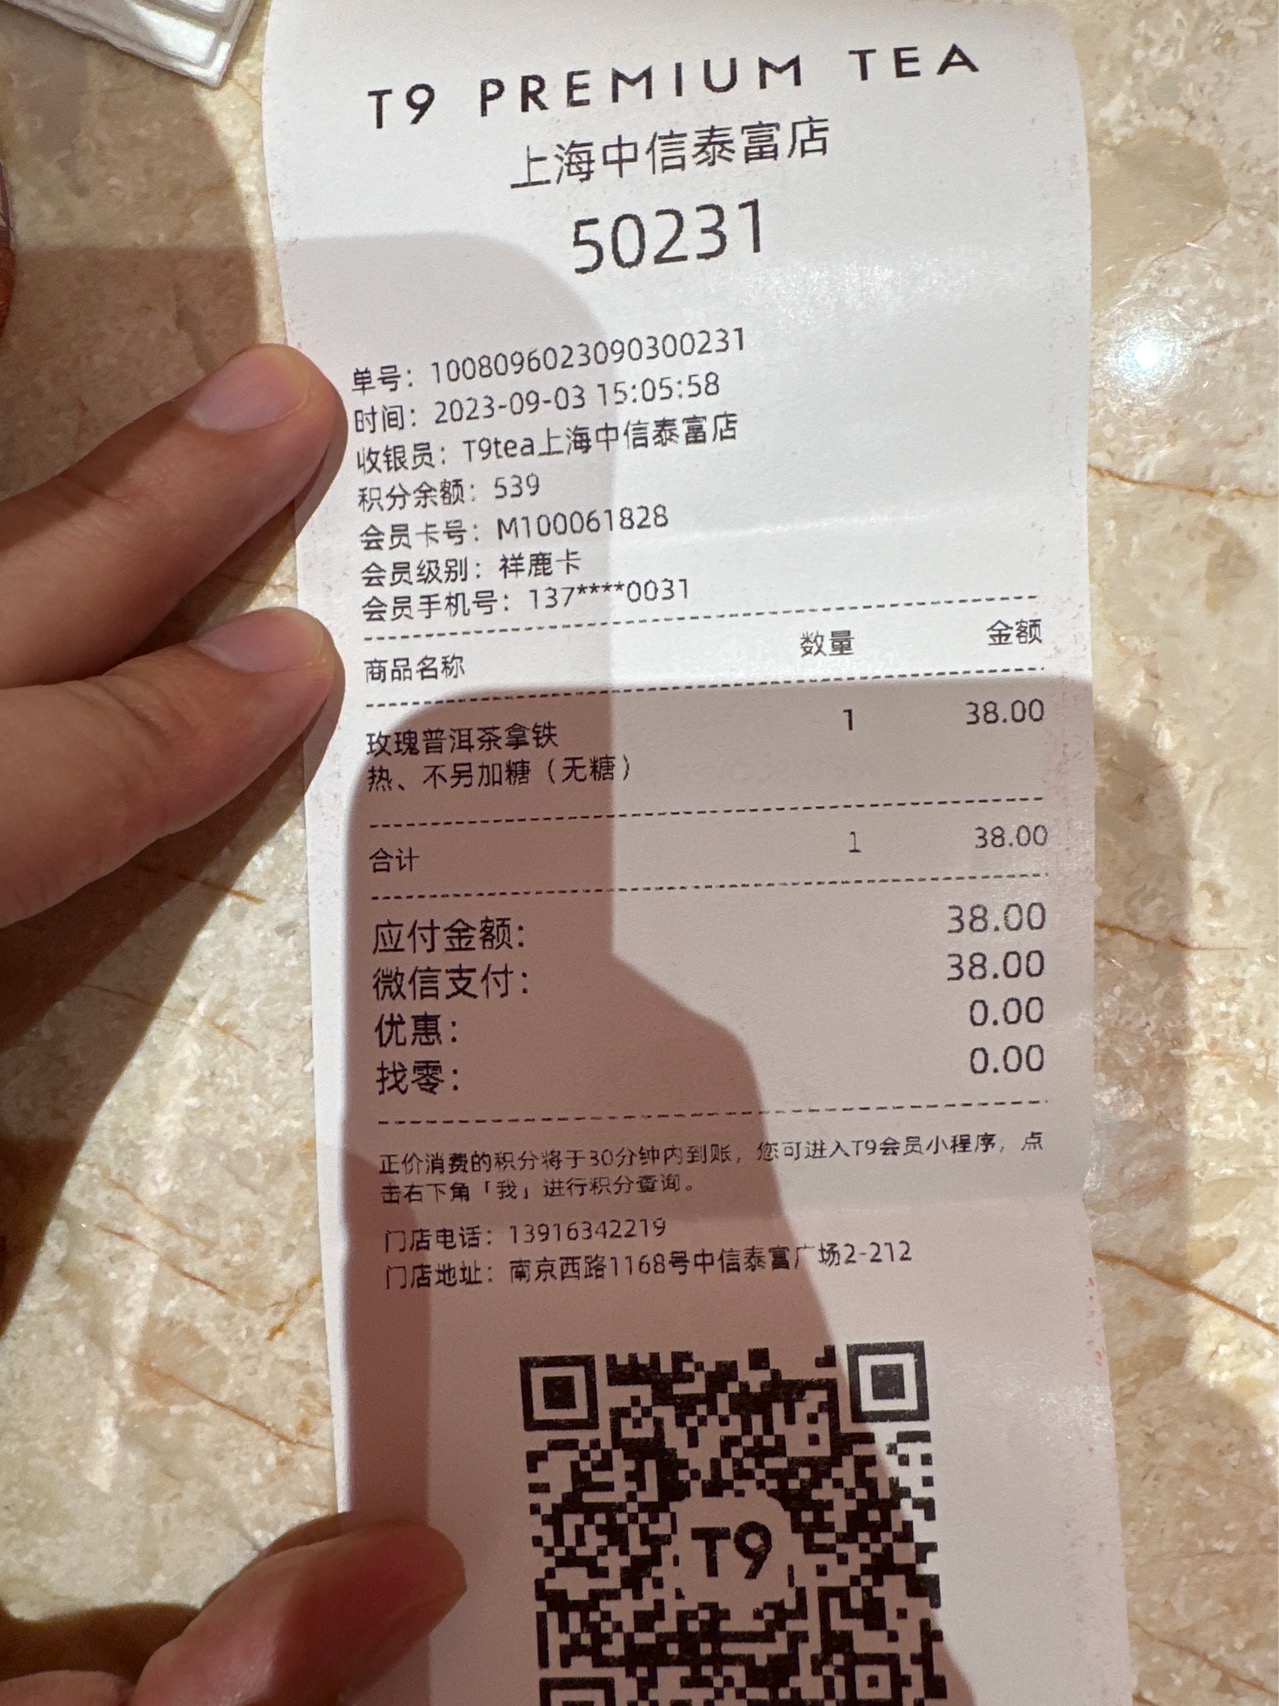 T9 PREMIUM TEA
上海中信泰富店
50231
单号：1008096023090300231
时间：2023-09-03 15:05:58
收银员：T9tea上海中信泰富店
积分余额：539
会员卡号：M100061828
会员级别：祥鹿卡
会员手机号：137****0031
商品名称 数量 金额
玫瑰普洱茶拿铁 1 38.00
热、不另加糖（无糖）
合计 1 38.00
应付金额： 38.00
微信支付： 38.00
优惠： 0.00
找零： 0.00
正价消费的积分将于30分钟内到账，您可进入T9会员小程序，点
击右下角「我」进行积分查询。
门店电话：13916342219
门店地址：南京西路1168号中信泰富广场2-212
T9